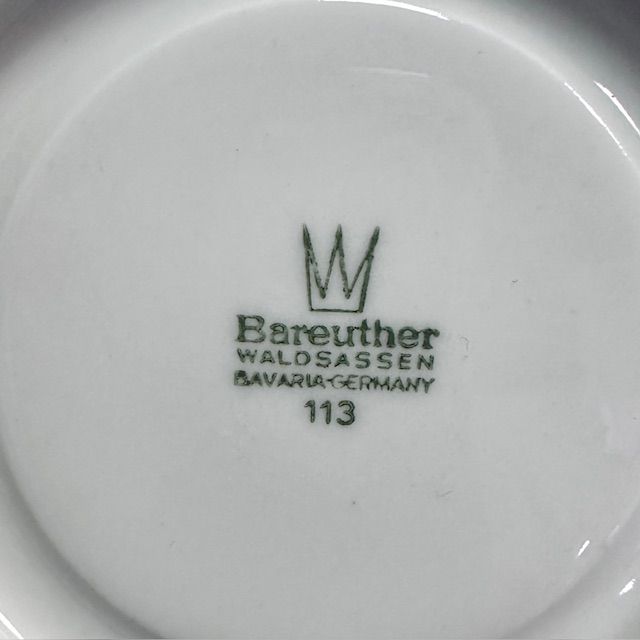 W
Bareuther
WALDSASSEN
BAVARIA-GERMANY
113